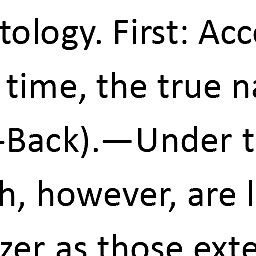 tology. First: Acc
time, the true na
-Back).—Under t
h, however, are l
zer as those exte